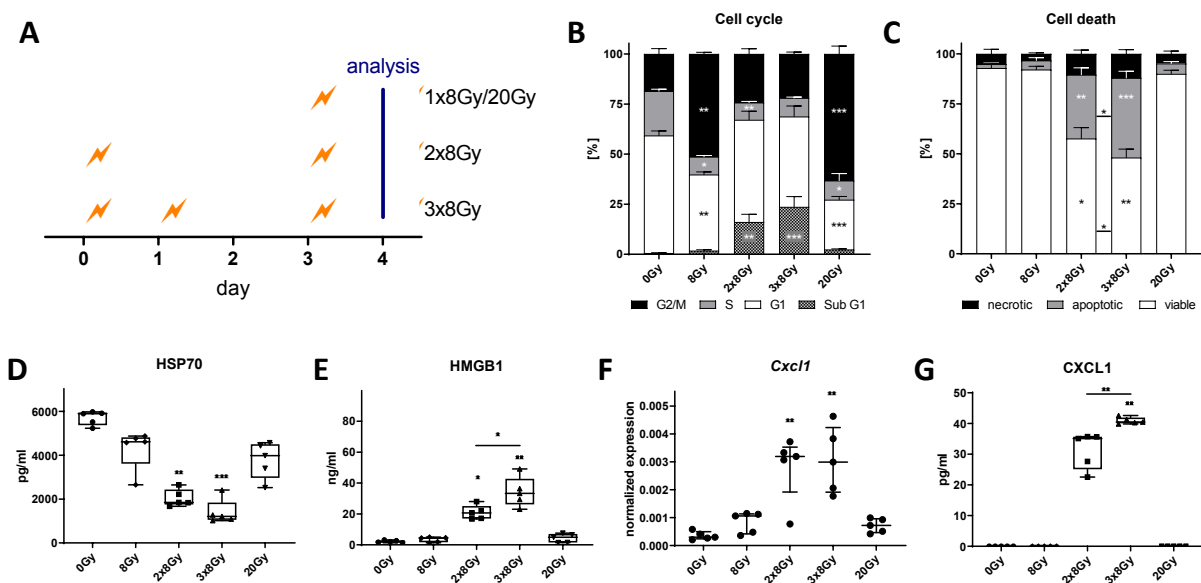 A
analysis
1x8Gy/20Gy
2x8Gy
3x8Gy
0 1 2 3 4
day
B
Cell cycle
100
75
50
25
0
[%]
** ** ***
* *
** ***
** ***
0Gy 8Gy 2x8Gy 3x8Gy 20Gy
G2/M S G1 Sub G1
C
Cell death
100
75
50
25
0
[%]
** *** *
* ** *
0Gy 8Gy 2x8Gy 3x8Gy 20Gy
necrotic apoptotic viable
D
HSP70
6000
4000
2000
0
pg/ml
** ***
0Gy 8Gy 2x8Gy 3x8Gy 20Gy
E
HMGB1
80
60
40
20
0
ng/ml
*
* **
0Gy 8Gy 2x8Gy 3x8Gy 20Gy
F
Cxcl1
0.005
0.004
0.003
0.002
0.001
0.000
normalized expression
** **
0Gy 8Gy 2x8Gy 3x8Gy 20Gy
G
CXCL1
50
40
30
20
10
0
pg/ml
**
**
0Gy 8Gy 2x8Gy 3x8Gy 20Gy